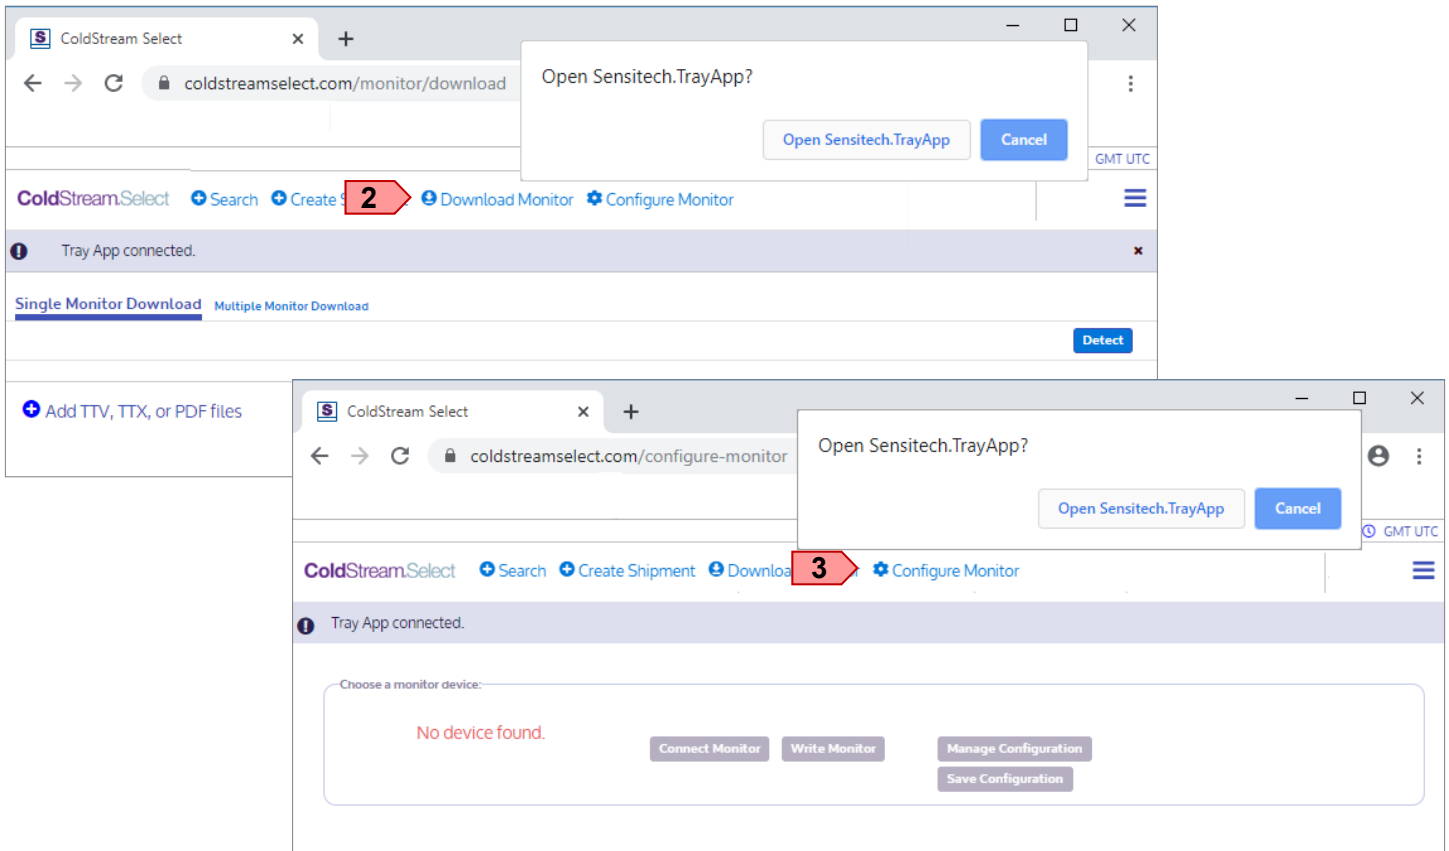 S ColdStream Select
coldstreamselect.com/monitor/download
Open Sensitech.TrayApp?
Open Sensitech.TrayApp Cancel
GMT UTC
ColdStream.Select Search Create S 2 Download Monitor Configure Monitor
Tray App connected.
Single Monitor Download Multiple Monitor Download
Detect
Add TTV, TTX, or PDF files
S ColdStream Select
coldstreamselect.com/configure-monitor
Open Sensitech.TrayApp?
Open Sensitech.TrayApp Cancel
GMT UTC
ColdStream.Select Search Create Shipment Downloa 3 Configure Monitor
Tray App connected.
Choose a monitor device:
No device found.
Connect Monitor Write Monitor Manage Configuration
Save Configuration